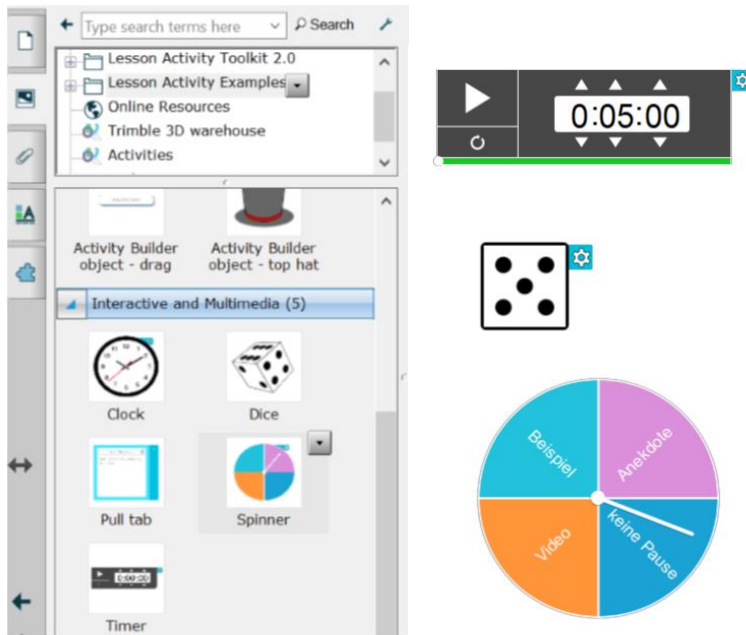 Type search terms here
Search
Lesson Activity Toolkit 2.0
Lesson Activity Examples
Online Resources
Trimble 3D warehouse
Activities
Activity Builder
object - drag
Activity Builder
object - top hat
Interactive and Multimedia (5)
Clock
Dice
Pull tab
Spinner
Timer
0:05:00
Beispiel
Anekdote
Video
keine Pause